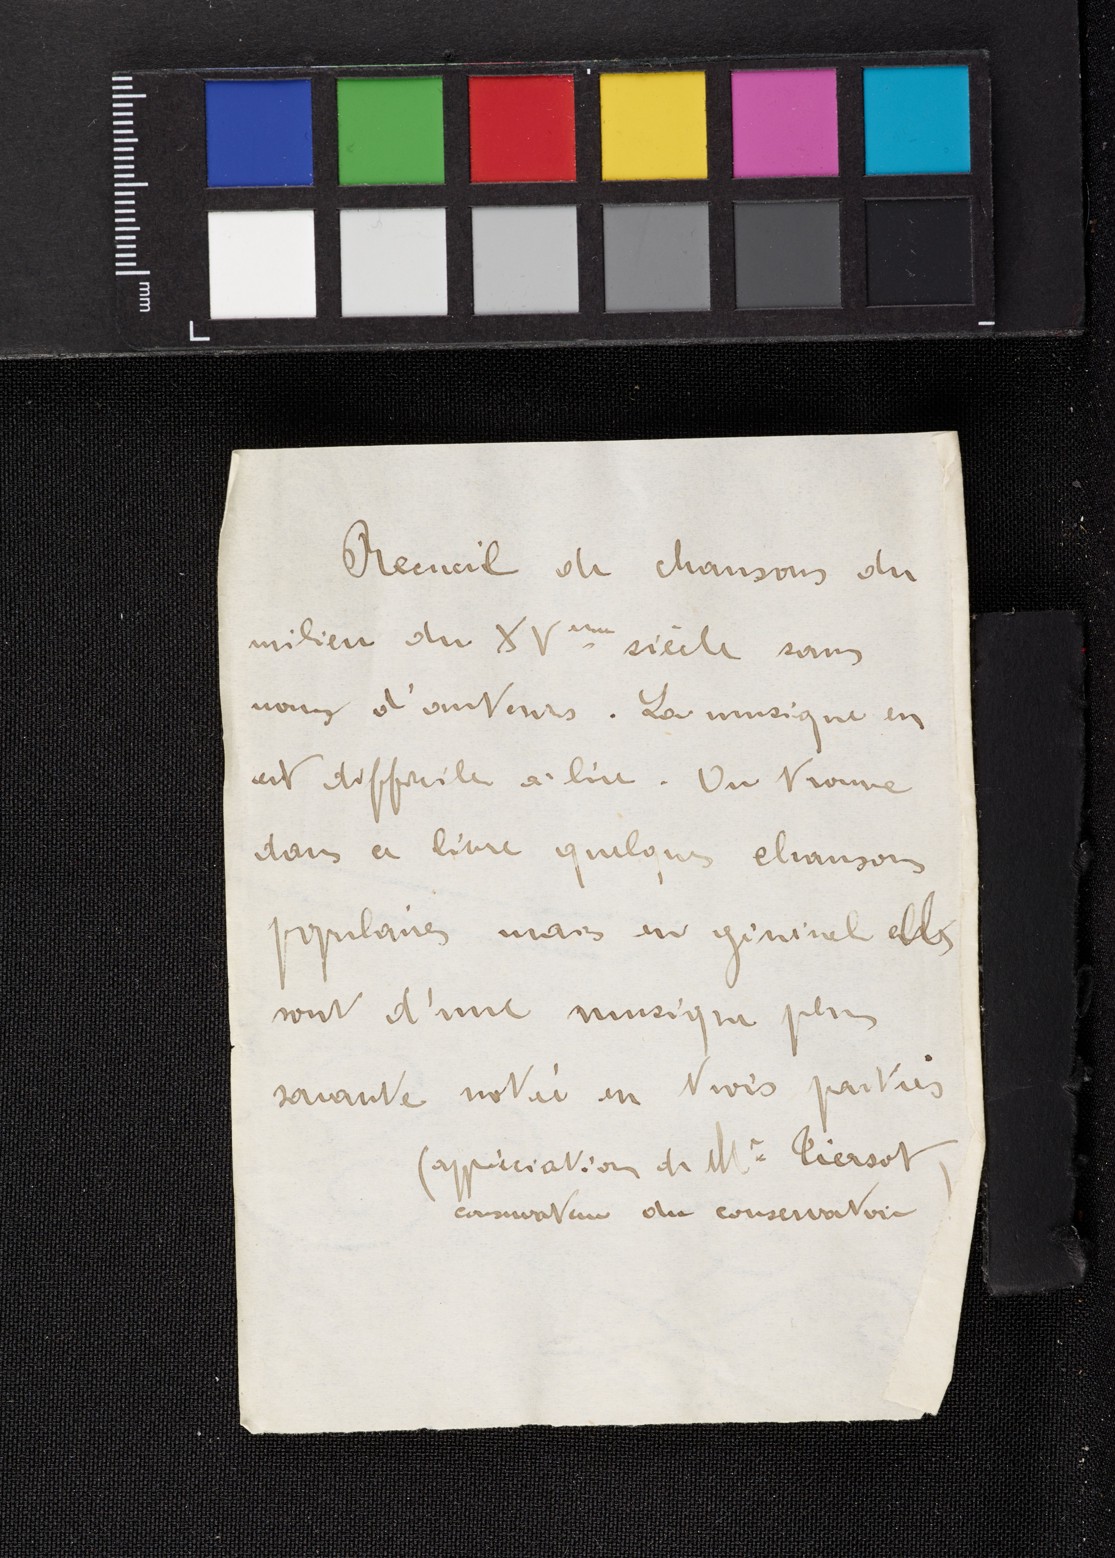 mm
Recueil de chansons du
milieu du XVeme siècle sans
noms d'auteurs. La musique en
est difficile à lire. On trouve
dans ce livre quelques chansons
populaires mais en général elles
sont d'une musique plus
savante notée en trois parties
(appréciation de Mr Tiersot)
conservateur du conservatoire